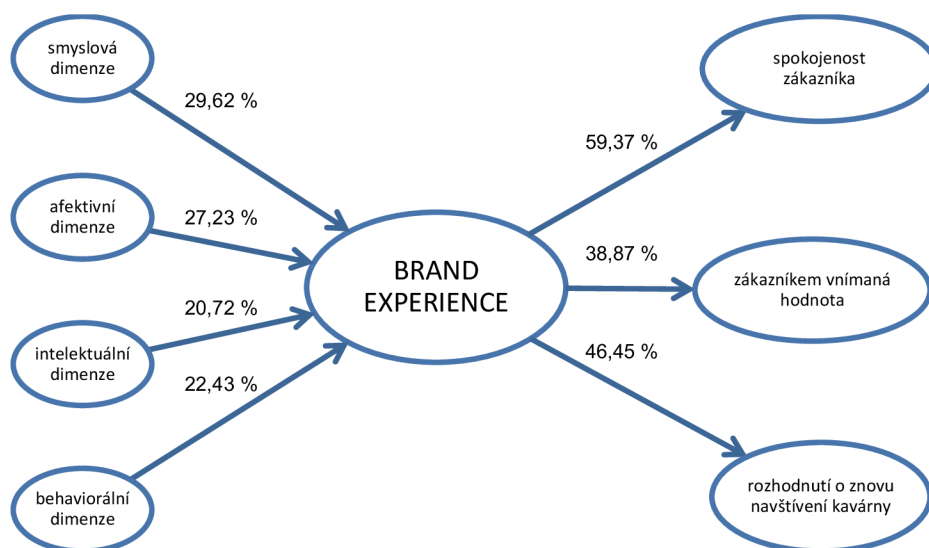 smyslová
dimenze
29,62 %
afektivní
dimenze
27,23 %
intelektuální
dimenze
20,72 %
behaviorální
dimenze
22,43 %
BRAND
EXPERIENCE
59,37 %
spokojenost
zákazníka
38,87 %
zákazníkem vnímaná
hodnota
46,45 %
rozhodnutí o znovu
navštívení kavárny